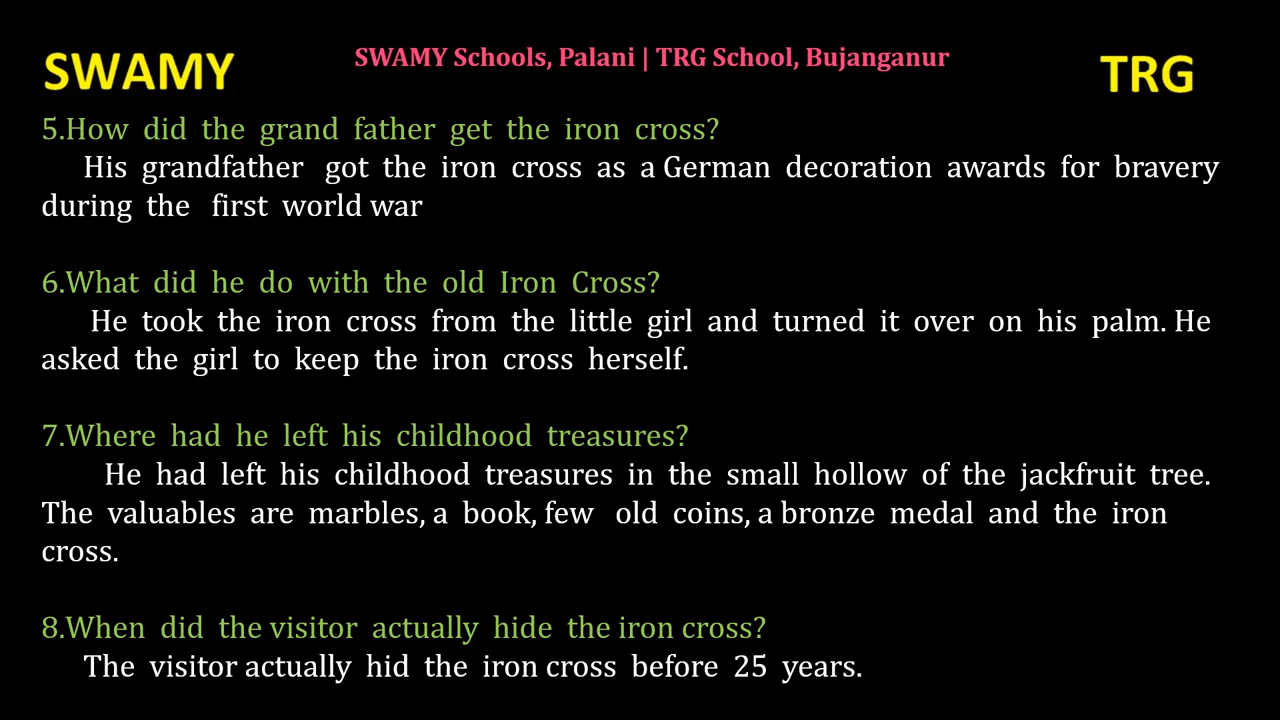 SWAMY
SWAMY Schools, Palani | TRG School, Bujanganur
TRG
5.How did the grand father get the iron cross?
His grandfather got the iron cross as a German decoration awards for bravery
during the first world war
6.What did he do with the old Iron Cross?
He took the iron cross from the little girl and turned it over on his palm. He
asked the girl to keep the iron cross herself.
7.Where had he left his childhood treasures?
He had left his childhood treasures in the small hollow of the jackfruit tree.
The valuables are marbles, a book, few old coins, a bronze medal and the iron
cross.
8.When did the visitor actually hide the iron cross?
The visitor actually hid the iron cross before 25 years.